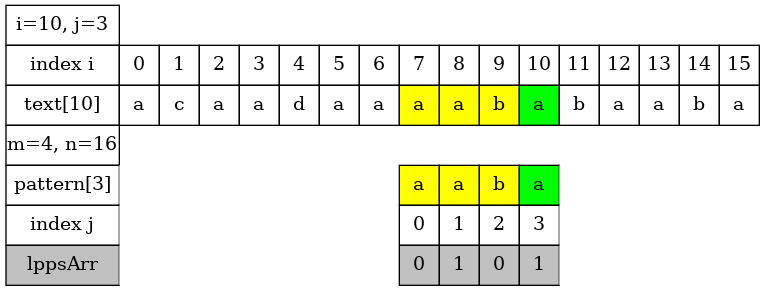 i=10, j=3
index i 0 1 2 3 4 5 6 7 8 9 10 11 12 13 14 15
text[10] a c a a d a a a a b a b a a b a
m=4, n=16
pattern[3] a a b a
index j 0 1 2 3
lppsArr 0 1 0 1